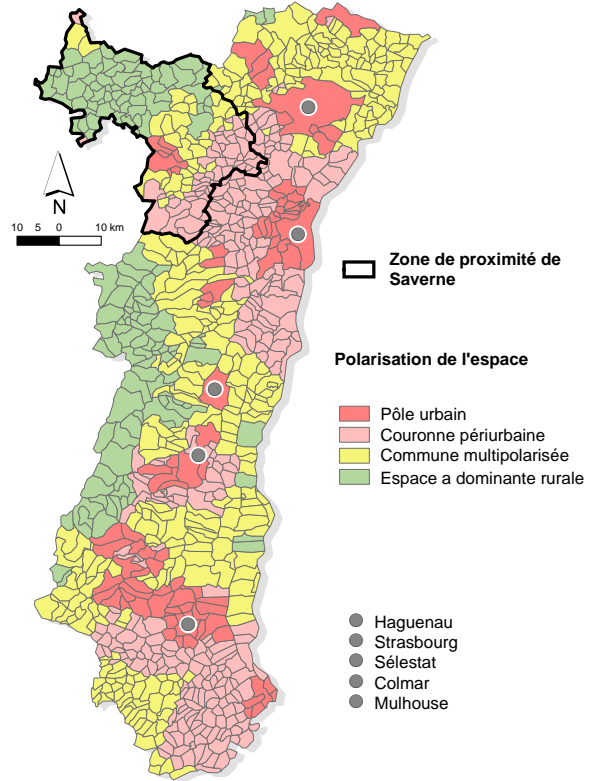 N
10 5 0 10 km
Zone de proximité de
Saverne
Polarisation de l'espace
Pôle urbain
Couronne périurbaine
Commune multipolarisée
Espace a dominante rurale
Haguenau
Strasbourg
Sélestat
Colmar
Mulhouse